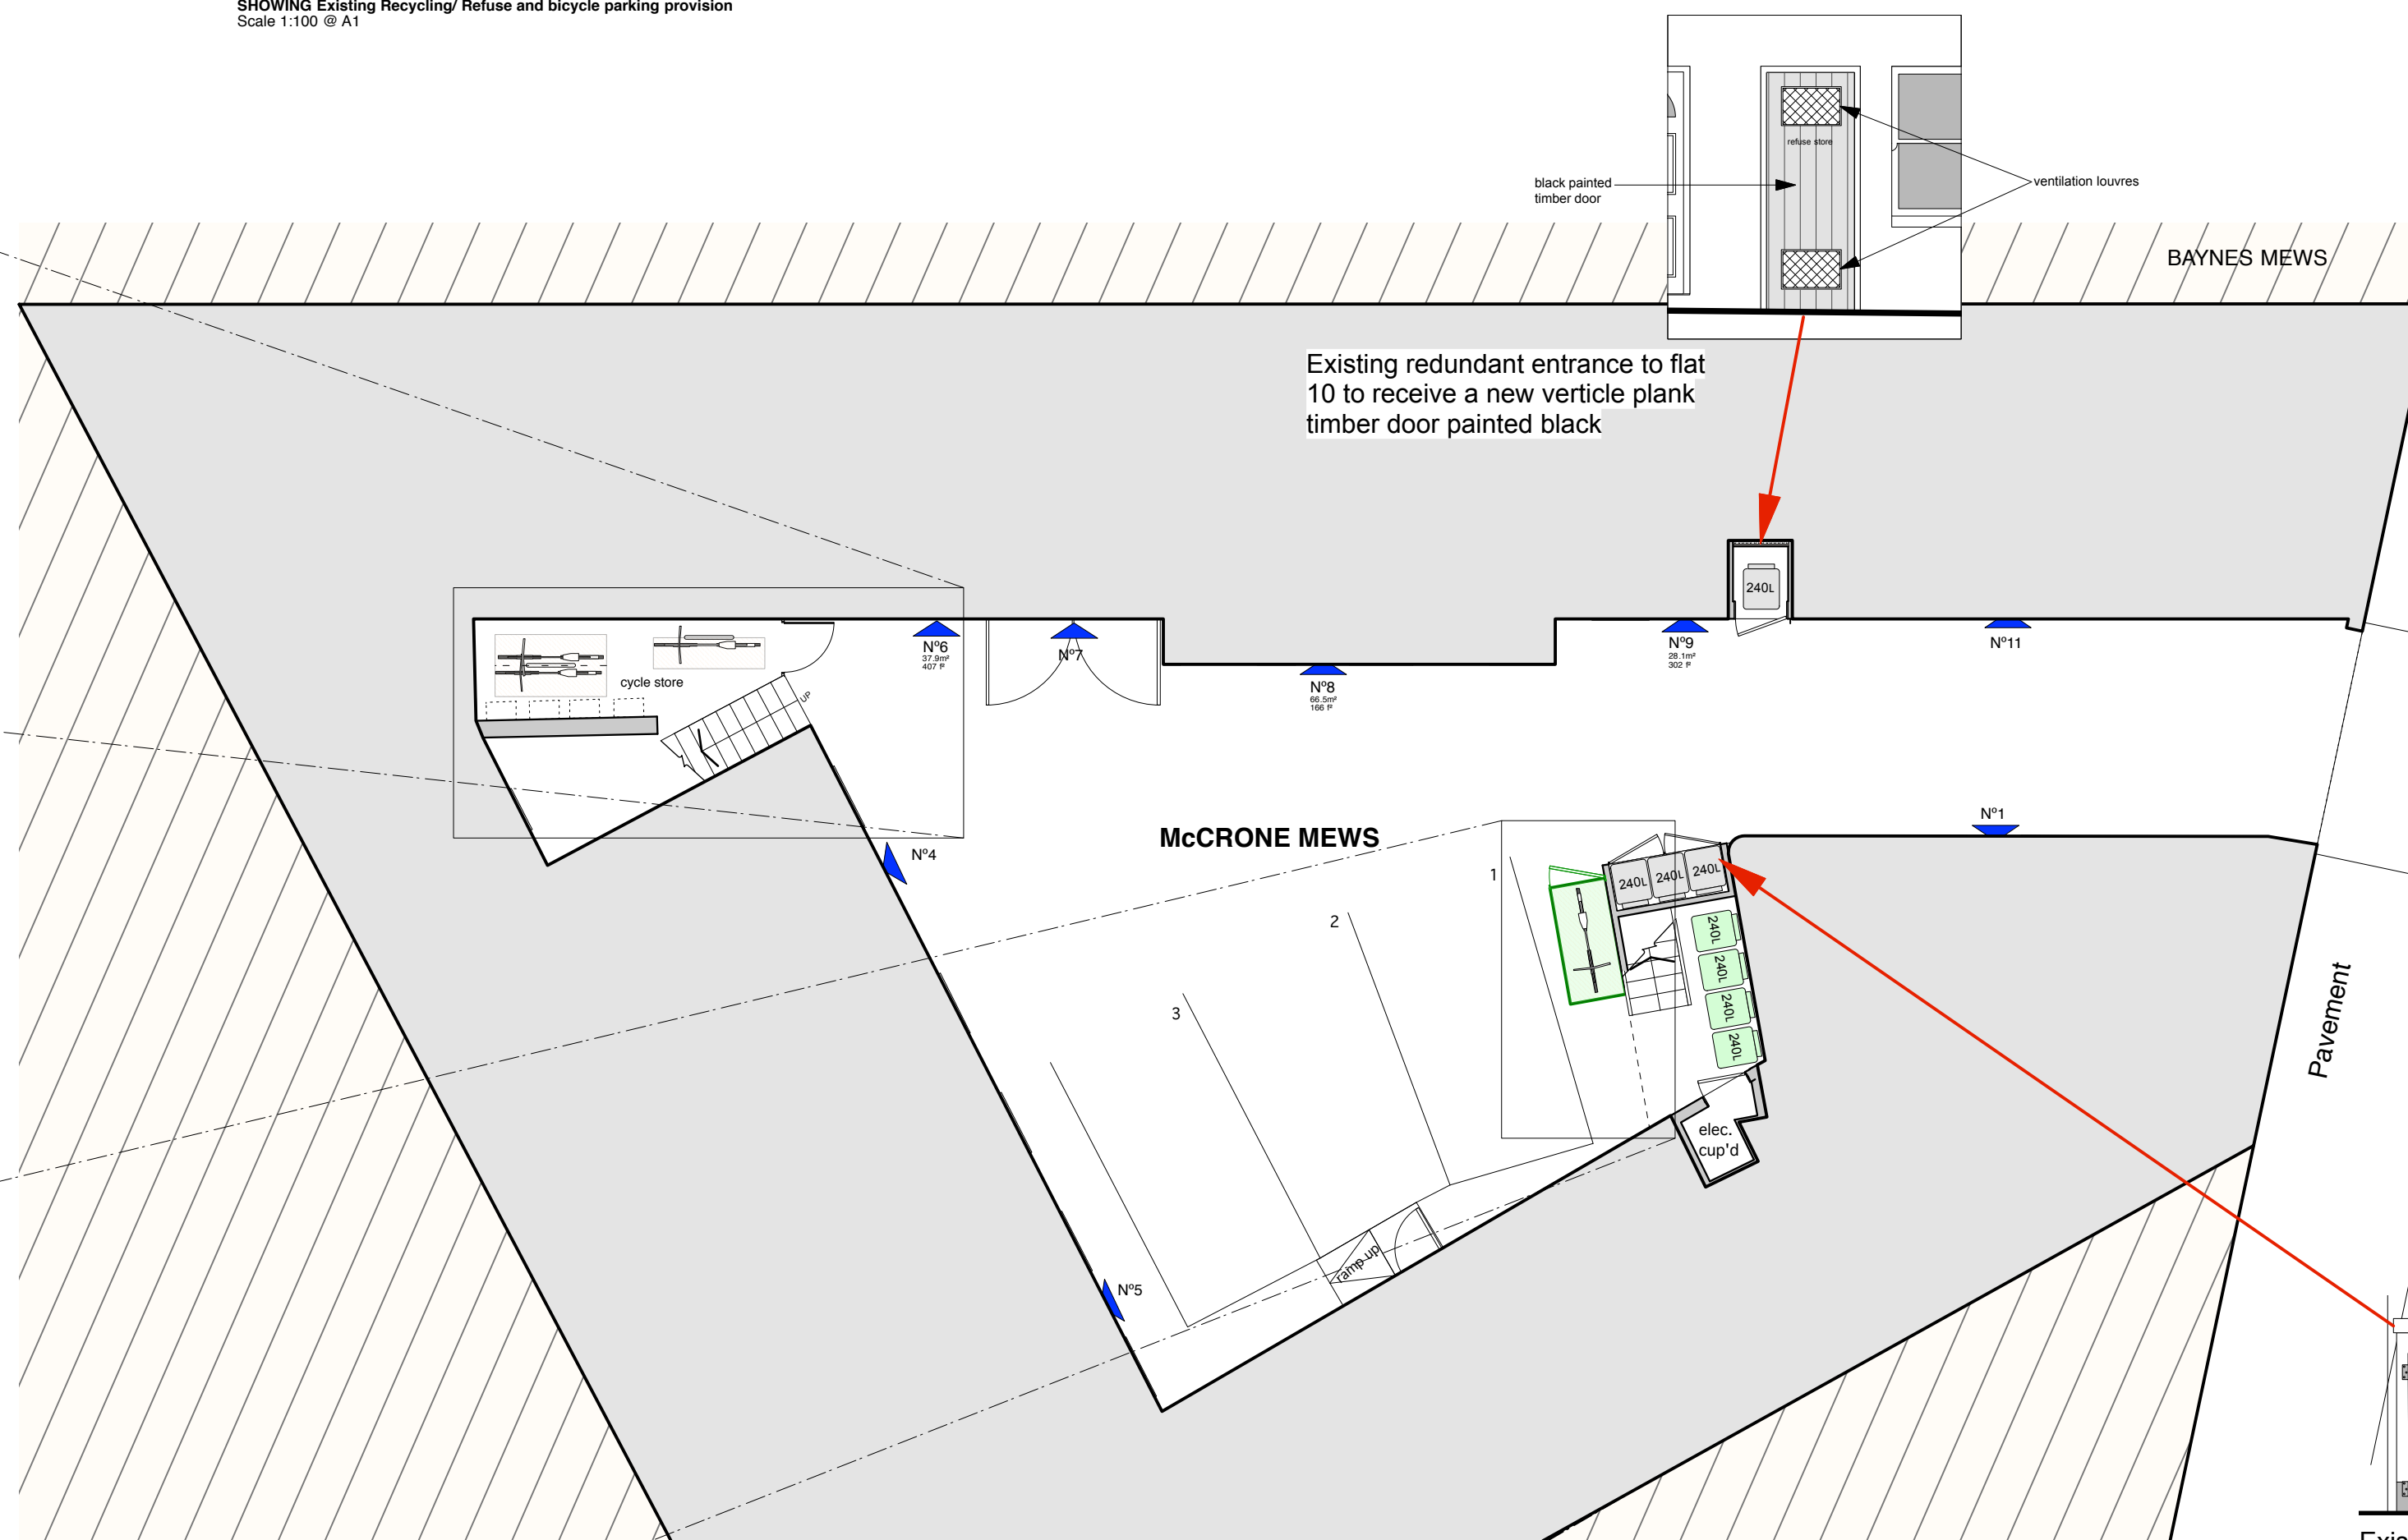 SHOWING Existing Recycling/ Refuse and bicycle parking provision
Scale 1:100 @ A1
refuse store
black painted
timber door
ventilation louvres
BAYNES MEWS
Existing redundant entrance to flat
10 to receive a new verticle plank
timber door painted black
240L
Nº6
37.9m²
407 f²
Nº7
Nº8
66.5m²
166 f²
Nº9
28.1m²
302 f²
Nº11
cycle store
UP
Nº1
McCRONE MEWS
Nº4
1
240L
240L
240L
2
240L
240L
240L
240L
3
Pavement
elec.
cup'd
ramp up
Nº5